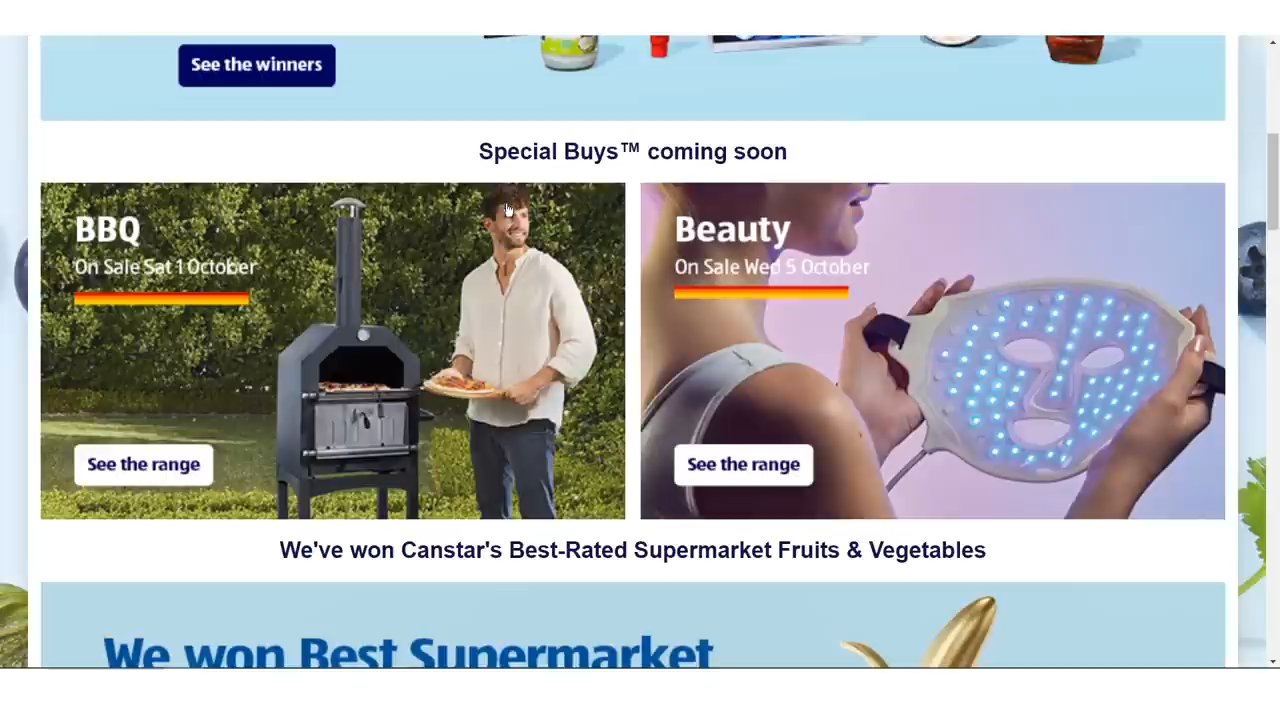 See the winners
Special Buys™ coming soon
BBQ
On Sale Sat 1 October
See the range
Beauty
On Sale Wed 5 October
See the range
We've won Canstar's Best-Rated Supermarket Fruits & Vegetables
We won Best Supermarket